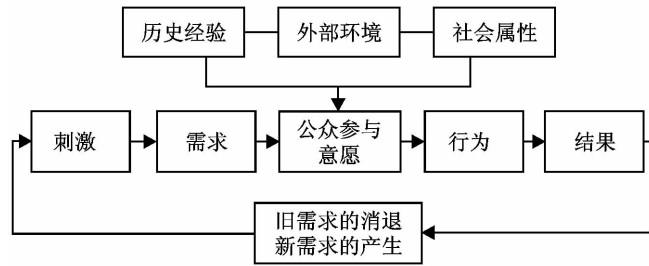 历史经验
外部环境
社会属性
刺激
需求
公众参与
意愿
行为
结果
旧需求的消退
新需求的产生